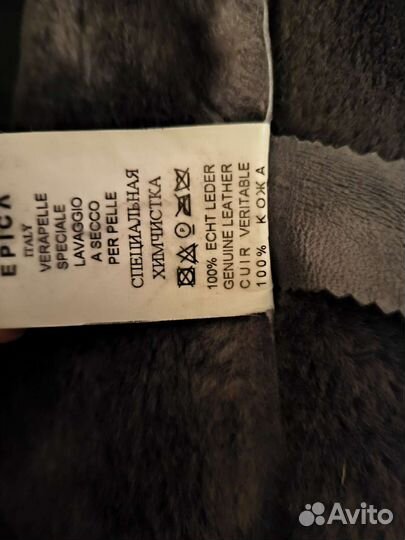 EPICA
ITALY
VERAPELLE
SPECIALE
LAVAGGIO
A SECCO
PER PELLE
СПЕЦИАЛЬНАЯ
ХИМЧИСТКА
100% ECHT LEDER
GENUINE LEATHER
CUIR VERITABLE
100% КОЖА
Avito